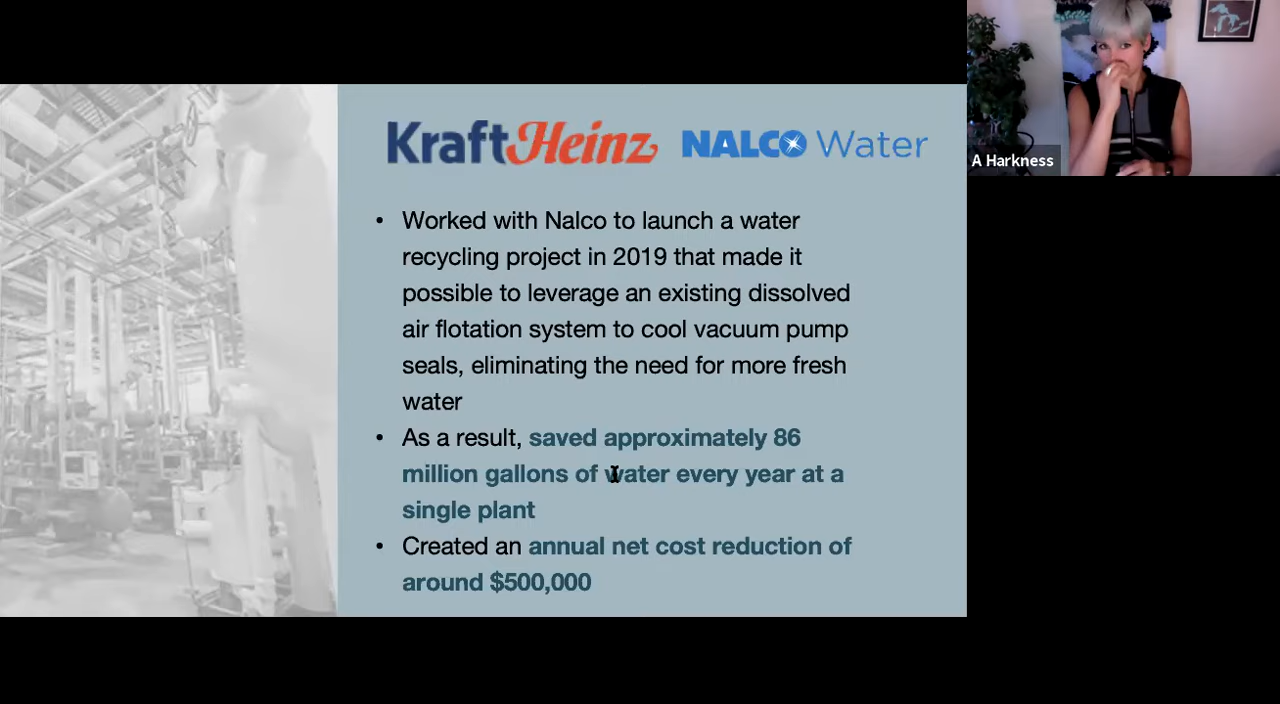 KraftHeinz NALCO Water
• Worked with Nalco to launch a water
recycling project in 2019 that made it
possible to leverage an existing dissolved
air flotation system to cool vacuum pump
seals, eliminating the need for more fresh
water
• As a result, saved approximately 86
million gallons of water every year at a
single plant
• Created an annual net cost reduction of
around $500,000
A Harkness